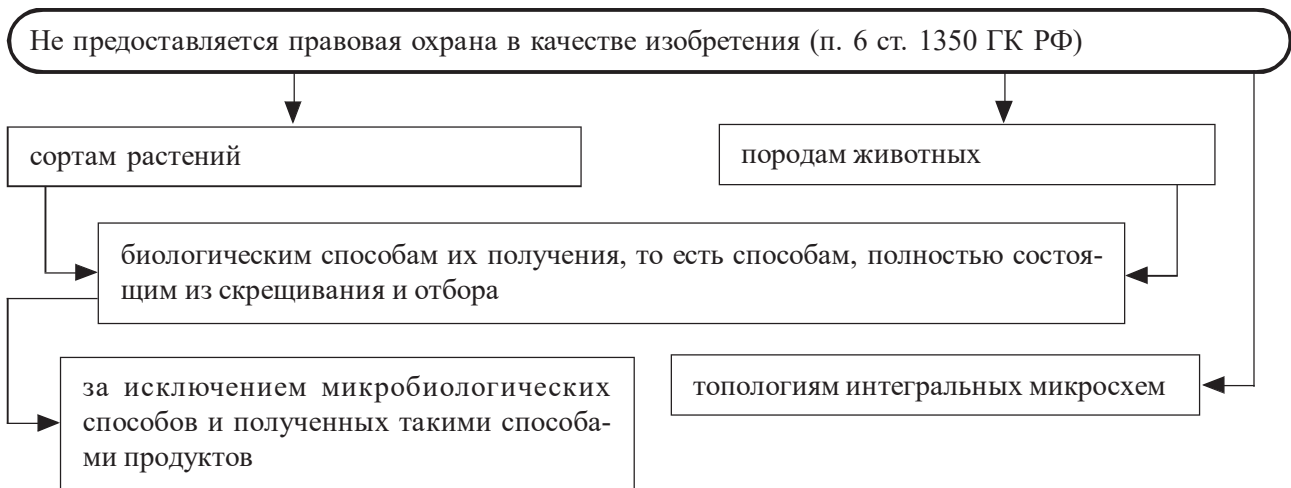 Не предоставляется правовая охрана в качестве изобретения (п. 6 ст. 1350 ГК РФ)
сортам растений
породам животных
биологическим способам их получения, то есть способам, полностью состоя-
щим из скрещивания и отбора
за исключением микробиологических
способов и полученных такими способа-
ми продуктов
топологиям интегральных микросхем